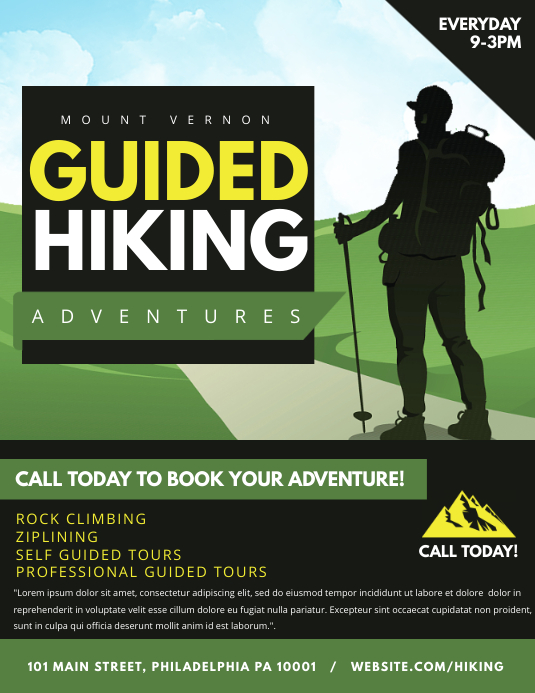 EVERYDAY
9-3PM
MOUNT VERNON
GUIDED
HIKING
ADVENTURES
CALL TODAY TO BOOK YOUR ADVENTURE!
ROCK CLIMBING
ZIPLINING
SELF GUIDED TOURS
PROFESSIONAL GUIDED TOURS
CALL TODAY!
"Lorem ipsum dolor sit amet, consectetur adipiscing elit, sed do eiusmod tempor incididunt ut labore et dolore dolor in
reprehenderit in voluptate velit esse cillum dolore eu fugiat nulla pariatur. Excepteur sint occaecat cupidatat non proident,
sunt in culpa qui officia deserunt mollit anim id est laborum.".
101 MAIN STREET, PHILADELPHIA PA 10001 / WEBSITE.COM/HIKING